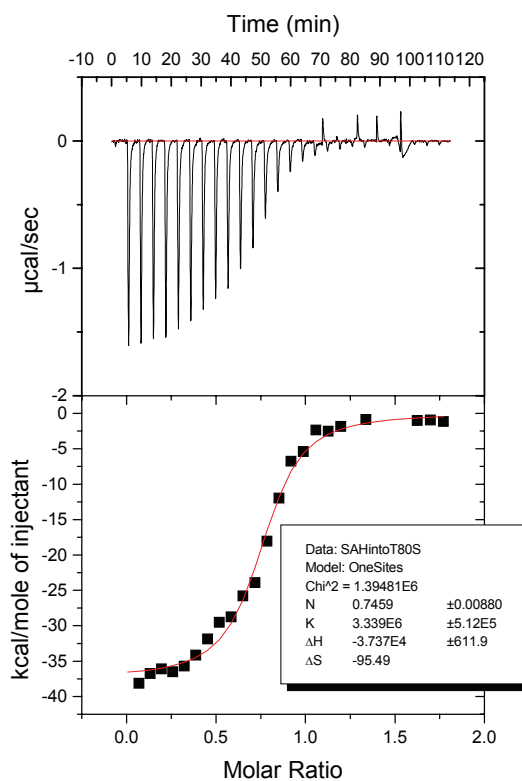 Time (min)
-10 0 10 20 30 40 50 60 70 80 90 100 110 120
0
-1
-2
µcal/sec
0
-5
-10
-15
-20
-25
-30
-35
-40
kcal/mole of injectant
Data: SAHintoT80S
Model: OneSites
Chi^2 = 1.39481E6
N 0.7459 ±0.00880
K 3.339E6 ±5.12E5
ΔH -3.737E4 ±611.9
ΔS -95.49
0.0 0.5 1.0 1.5 2.0
Molar Ratio